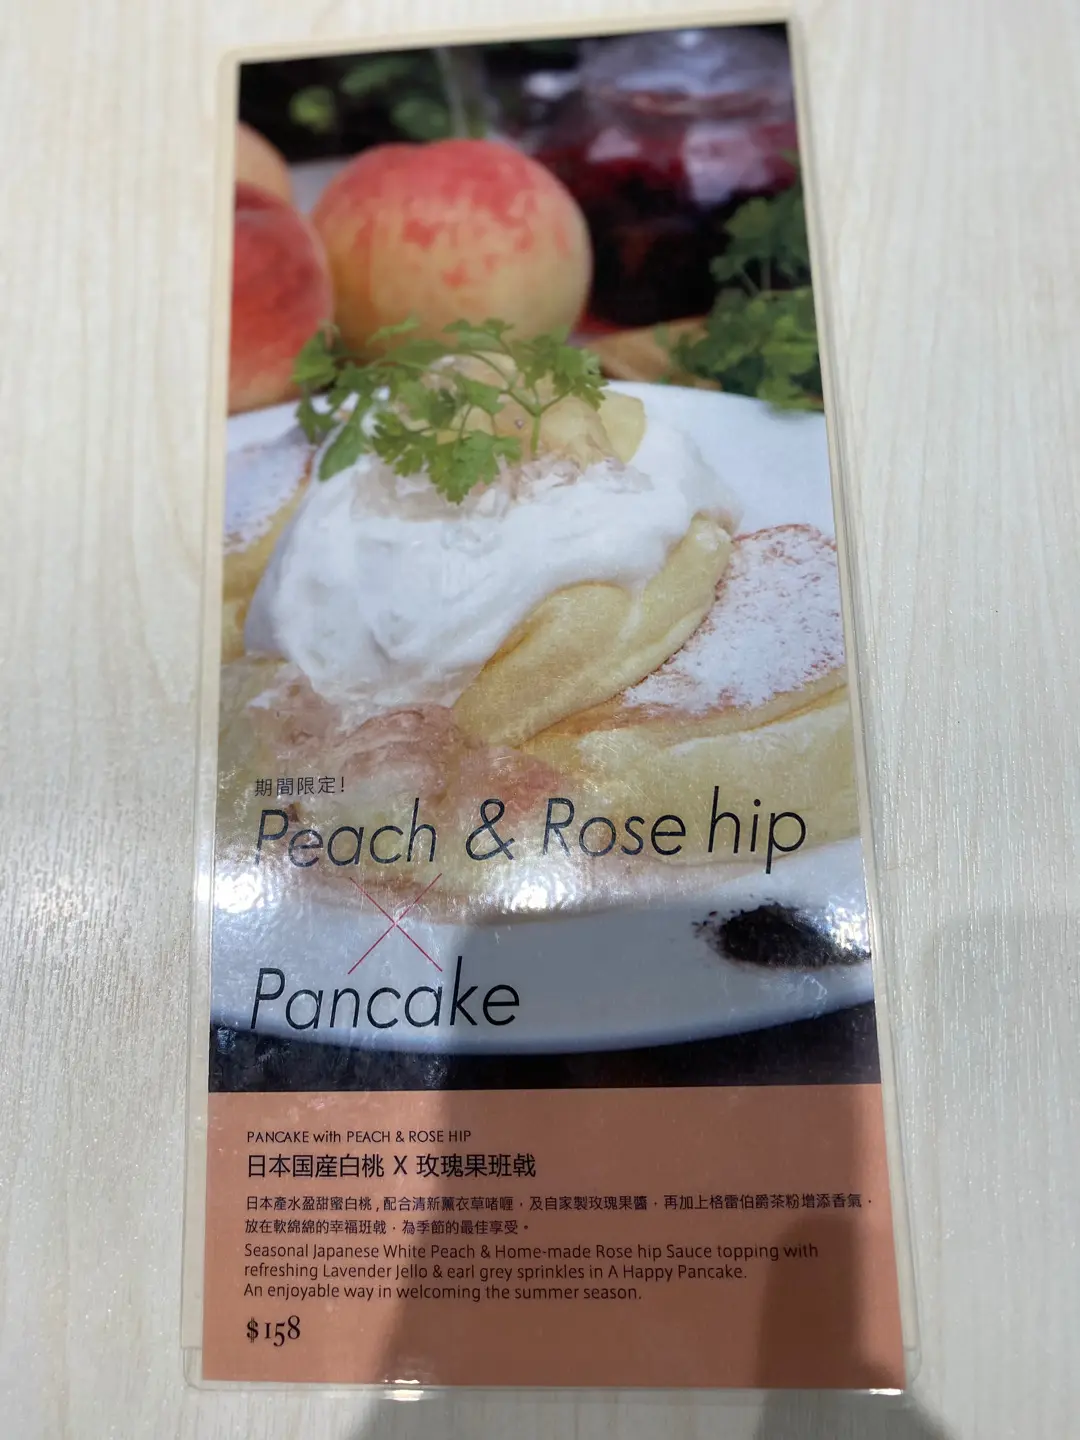 期間限定!
Peach & Rose hip
×
Pancake
PANCAKE with PEACH & ROSE HIP
日本国産白桃 X 玫瑰果班戟
日本產水盈甜蜜白桃,配合清新薰衣草啫喱,及自家製玫瑰果醬,再加上格雷伯爵茶粉增添香氣,
放在軟綿綿的幸福班戟,為季節的最佳享受。
Seasonal Japanese White Peach & Home-made Rose hip Sauce topping with
refreshing Lavender Jello & earl grey sprinkles in A Happy Pancake.
An enjoyable way in welcoming the summer season.
$158